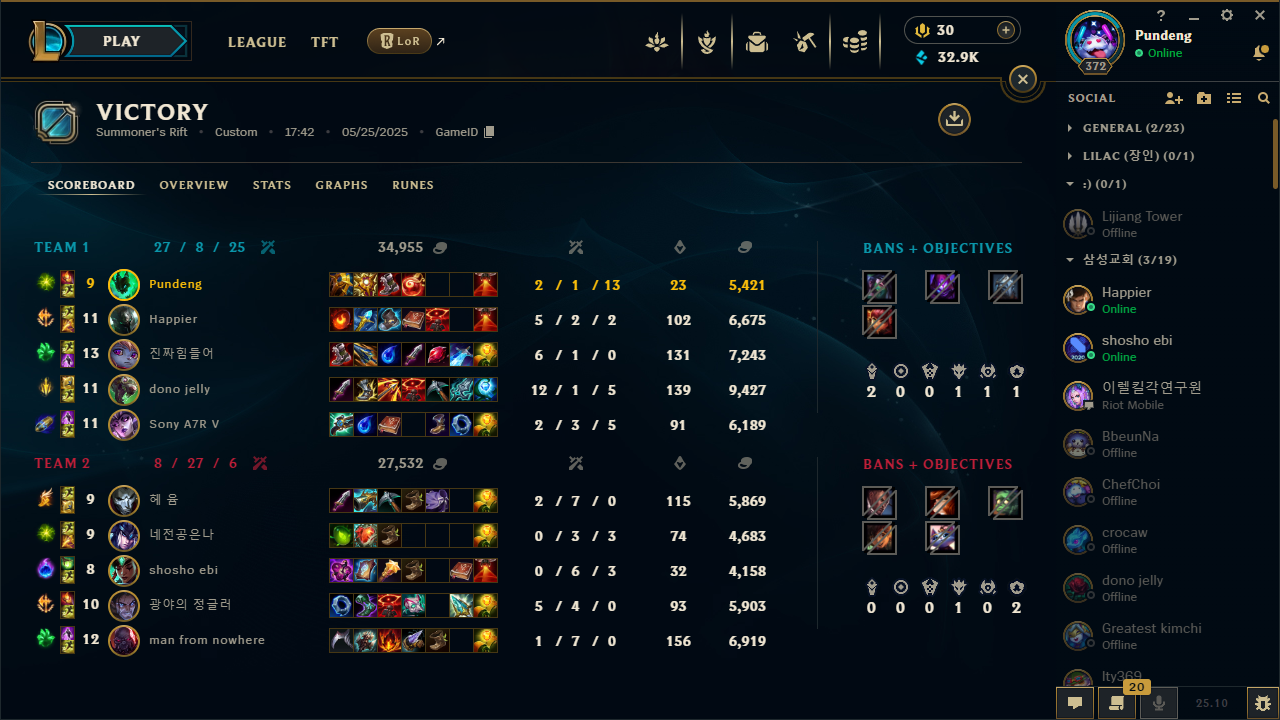 PLAY
LEAGUE
TFT
LoR
30
32.9K
?
372
Pundeng
Online
VICTORY
Summoner's Rift • Custom • 17:42 • 05/25/2025 • GameID
SCOREBOARD
OVERVIEW
STATS
GRAPHS
RUNES
TEAM 1 27 / 8 / 25 34,955
9 Pundeng 2 / 1 / 13 23 5,421
11 Happier 5 / 2 / 2 102 6,675
13 진짜힘들어 6 / 1 / 0 131 7,243
11 dono jelly 12 / 1 / 5 139 9,427
11 Sony A7R V 2 / 3 / 5 91 6,189
BANS + OBJECTIVES
2 0 0 1 1 1
TEAM 2 8 / 27 / 6 27,532
9 헤 윰 2 / 7 / 0 115 5,869
9 네전공은나 0 / 3 / 3 74 4,683
8 shosho ebi 0 / 6 / 3 32 4,158
10 광야의 정글러 5 / 4 / 0 93 5,903
12 man from nowhere 1 / 7 / 0 156 6,919
BANS + OBJECTIVES
0 0 0 1 0 2
SOCIAL
GENERAL (2/23)
LILAC (장인) (0/1)
:) (0/1)
Lijiang Tower
Offline
삼성교회 (3/19)
Happier
Online
shosho ebi
Online
이렐킬각연구원
Riot Mobile
BbeunNa
Offline
ChefChoi
Offline
crocaw
Offline
dono jelly
Offline
Greatest kimchi
Offline
lty369
20
25.10